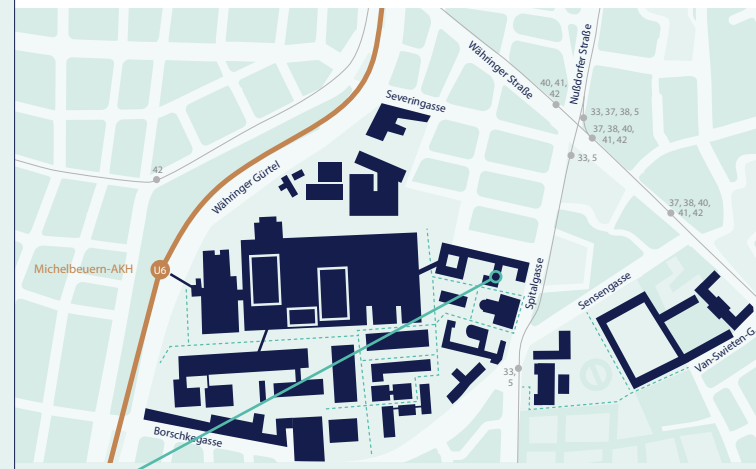 Währinger Straße
Nußdorfer Straße
40, 41,
42
Severingasse
33, 37, 38, 5
37, 38, 40,
41, 42
33, 5
42
Währinger Gürtel
37, 38, 40,
41, 42
Michelbeuern-AKH
U6
Spitalgasse
Sensengasse
Van-Swieten-G
33,
5
Borschkegasse